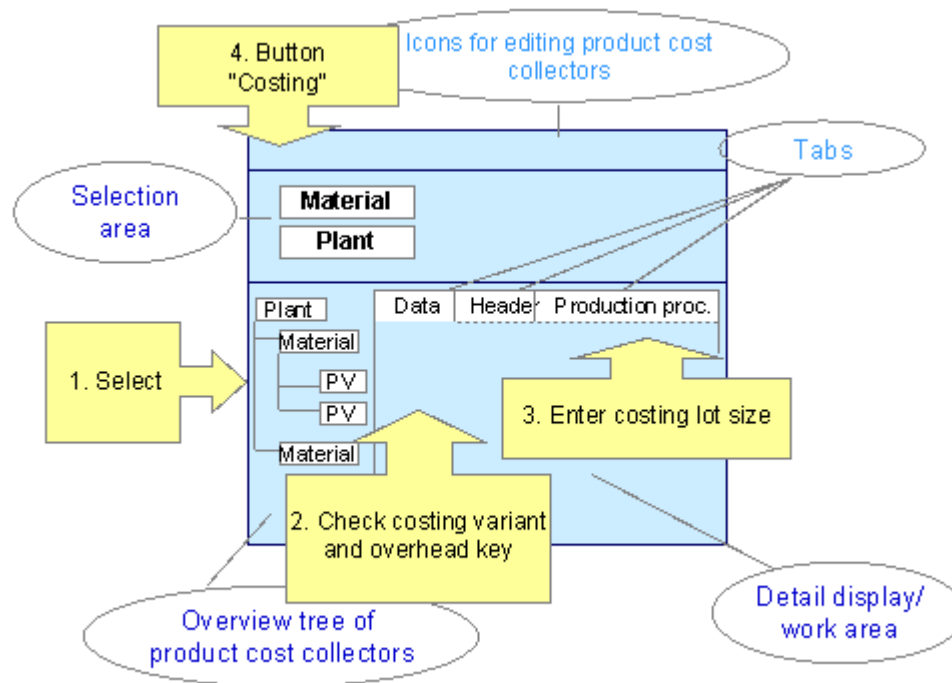 4. Button
"Costing"
Icons for editing product cost
collectors
Tabs
Selection
area
Material
Plant
Plant
Material
PV
PV
Material
Data
Header
Production proc.
1. Select
3. Enter costing lot size
2. Check costing variant
and overhead key
Overview tree of
product cost collectors
Detail display/
work area